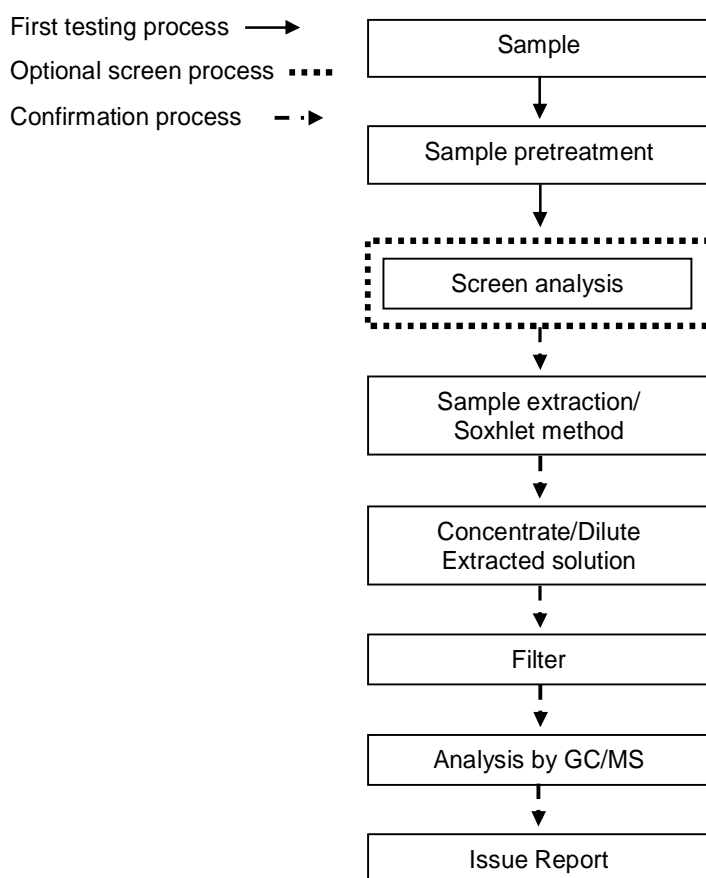 First testing process
Optional screen process
Confirmation process
Sample
Sample pretreatment
Screen analysis
Sample extraction/
Soxhlet method
Concentrate/Dilute
Extracted solution
Filter
Analysis by GC/MS
Issue Report